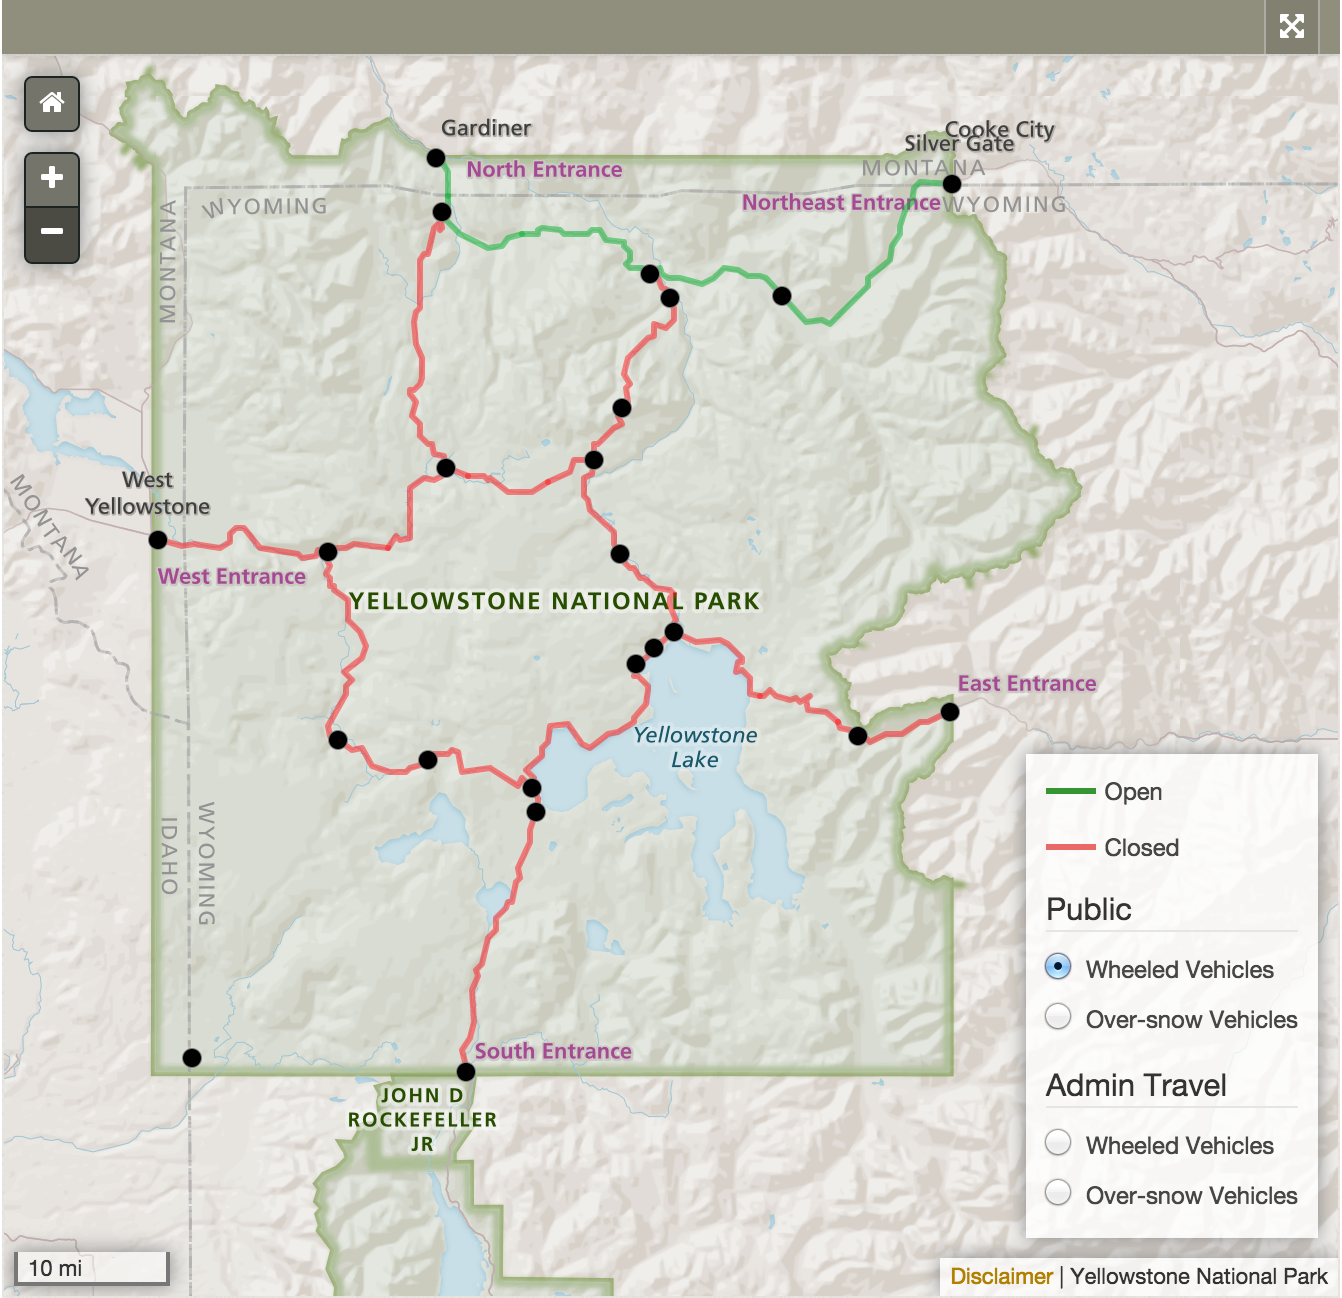 Gardiner
Cooke City
Silver Gate
North Entrance
MONTANA
Northeast Entrance
WYOMING
WYOMING
MONTANA
West
Yellowstone
MONTANA
West Entrance
YELLOWSTONE NATIONAL PARK
East Entrance
Yellowstone
Lake
IDAHO
WYOMING
South Entrance
JOHN D
ROCKEFELLER
JR
Open
Closed
Public
Wheeled Vehicles
Over-snow Vehicles
Admin Travel
Wheeled Vehicles
Over-snow Vehicles
10 mi
Disclaimer | Yellowstone National Park